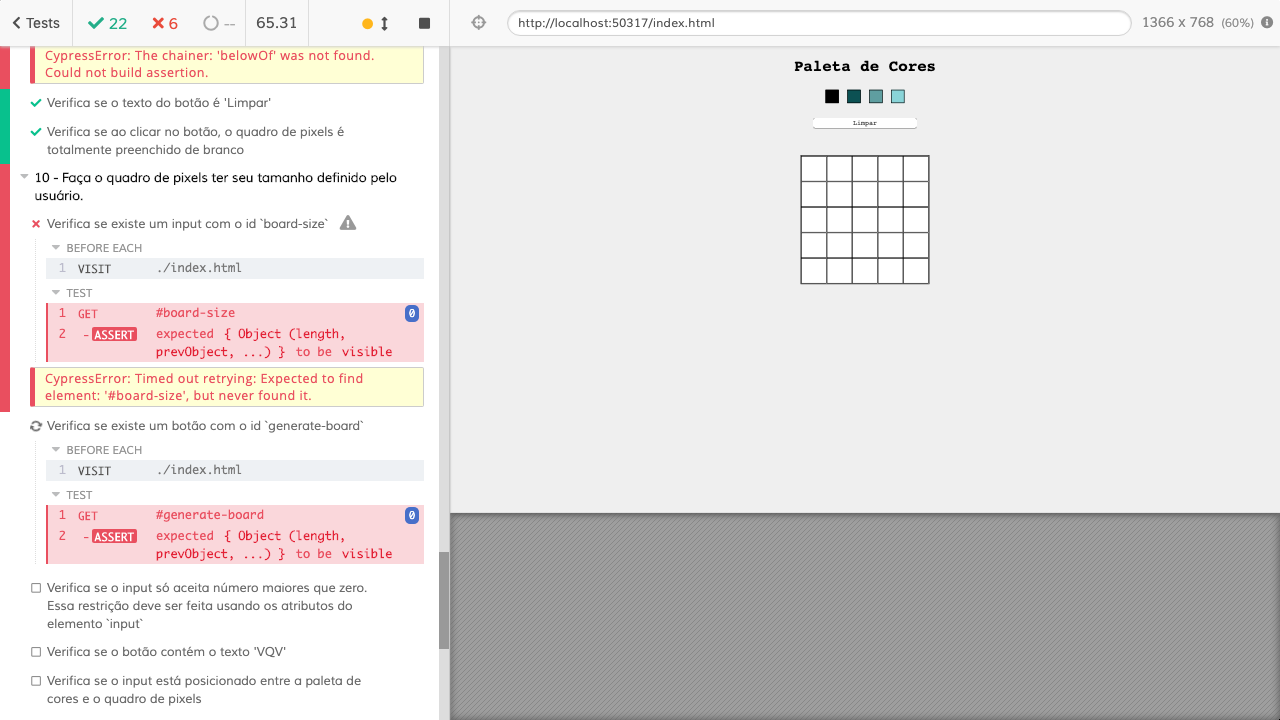 Tests 22 6 -- 65.31 http://localhost:50317/index.html 1366 x 768 (60%)
CypressError: The chainer: 'belowOf' was not found.
Could not build assertion.
Verifica se o texto do botão é 'Limpar'
Verifica se ao clicar no botão, o quadro de pixels é
totalmente preenchido de branco
10 - Faça o quadro de pixels ter seu tamanho definido pelo
usuário.
Verifica se existe um input com o id `board-size`
BEFORE EACH
1 VISIT ./index.html
TEST
1 GET #board-size 0
2 -ASSERT expected { Object (length,
prevObject, ...) } to be visible
CypressError: Timed out retrying: Expected to find
element: '#board-size', but never found it.
Verifica se existe um botão com o id `generate-board`
BEFORE EACH
1 VISIT ./index.html
TEST
1 GET #generate-board 0
2 -ASSERT expected { Object (length,
prevObject, ...) } to be visible
Verifica se o input só aceita número maiores que zero.
Essa restrição deve ser feita usando os atributos do
elemento `input`
Verifica se o botão contém o texto 'VQV'
Verifica se o input está posicionado entre a paleta de
cores e o quadro de pixels
Paleta de Cores
Limpar